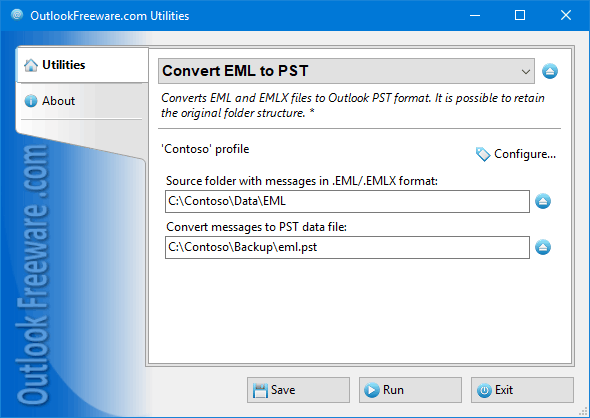 OutlookFreeware.com Utilities
Utilities
About
Convert EML to PST
Converts EML and EMLX files to Outlook PST format. It is possible to retain
the original folder structure. *
'Contoso' profile
Configure...
Source folder with messages in .EML/.EMLX format:
C:\Contoso\Data\EML
Convert messages to PST data file:
C:\Contoso\Backup\eml.pst
Outlook Freeware .com
Save
Run
Exit